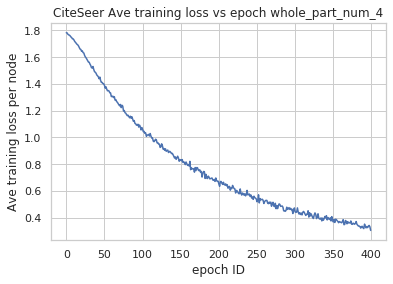 CiteSeer Ave training loss vs epoch whole_part_num_4
Ave training loss per node
1.8
1.6
1.4
1.2
1.0
0.8
0.6
0.4
0 50 100 150 200 250 300 350 400
epoch ID